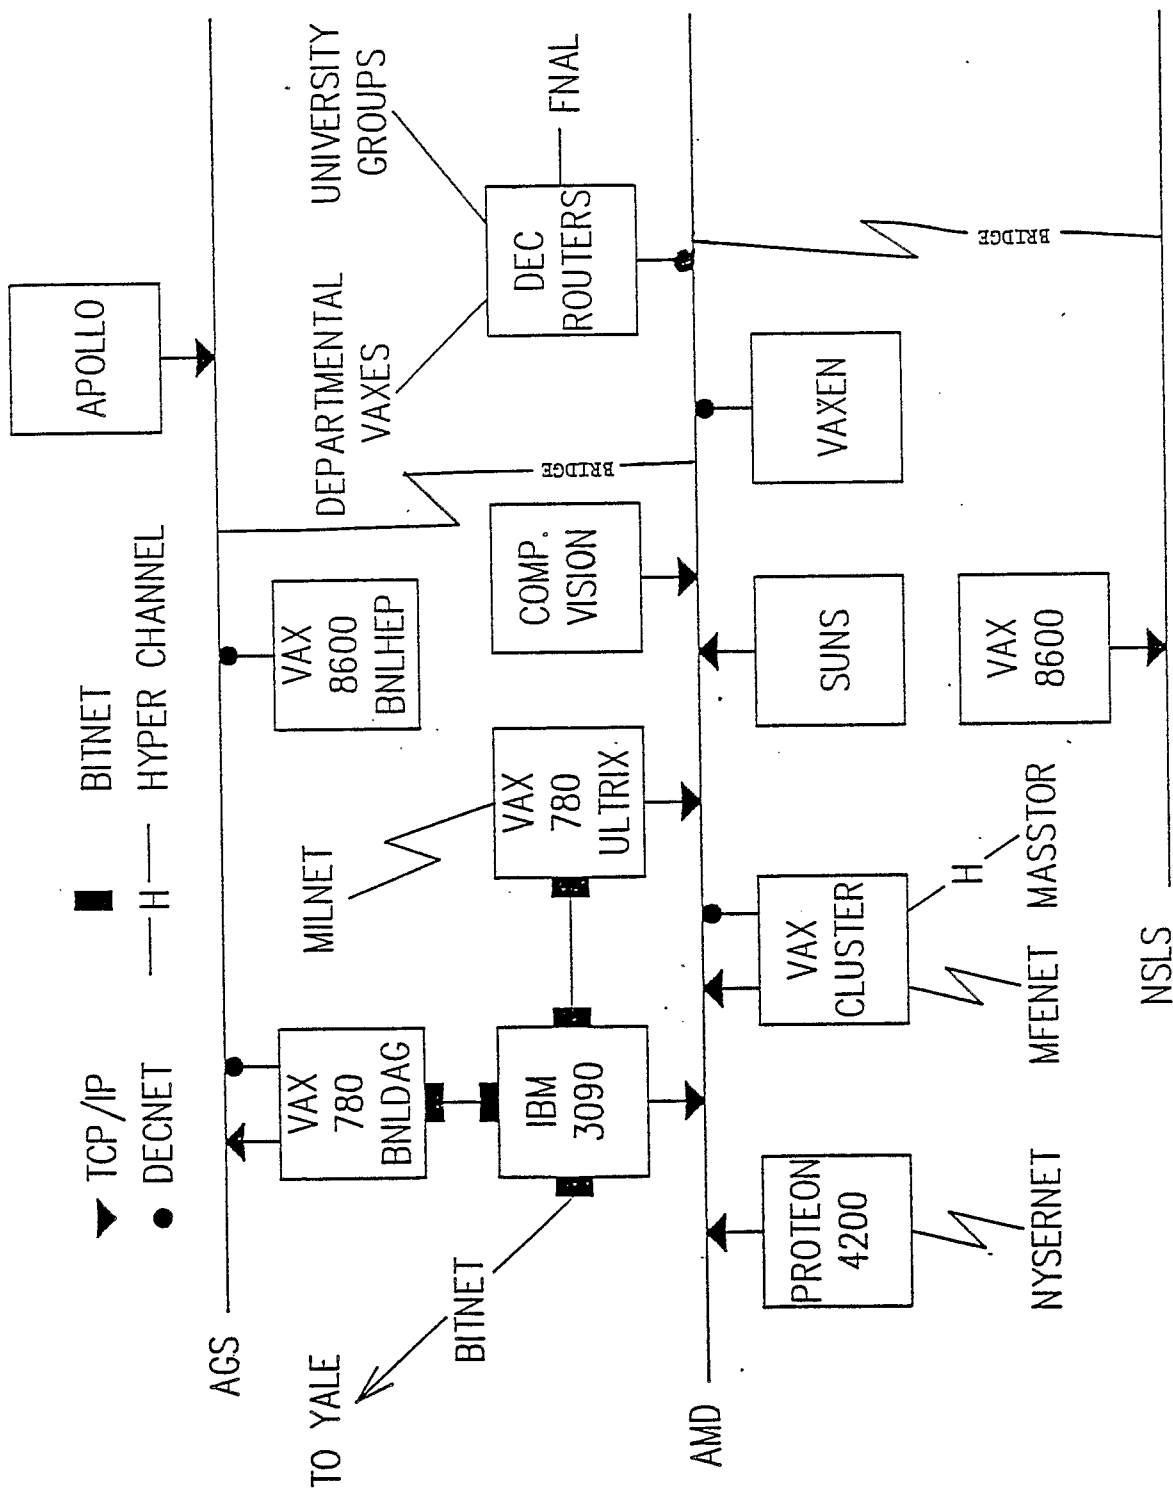 TCP/IP
BITNET
DECNET
—H— HYPER CHANNEL
APOLLO
AGS
VAX
780
BNLDAG
VAX
8600
BNLHEP
TO YALE
BITNET
MILNET
DEPARTMENTAL
VAXES
UNIVERSITY
GROUPS
BRIDGE
IBM
3090
VAX
780
ULTRIX
COMP.
VISION
DEC
ROUTERS
FNAL
AMD
PROTEON
4200
VAX
CLUSTER
SUNS
VAXEN
BRIDGE
NYSERNET
MFENET
H
MASSTOR
VAX
8600
NSLS